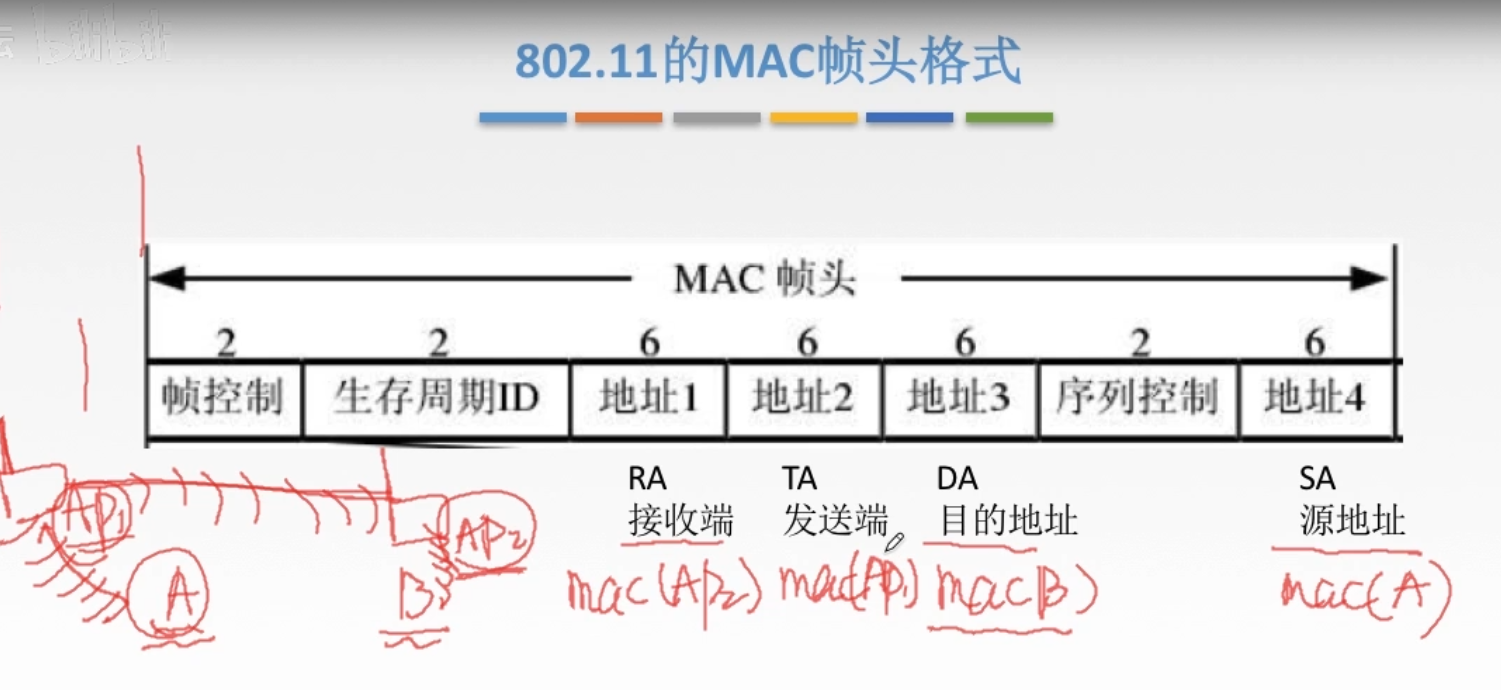 bilibili
802.11的MAC帧头格式
MAC 帧头
2 2 6 6 6 2 6
帧控制 生存周期ID 地址1 地址2 地址3 序列控制 地址4
RA TA DA SA
接收端 发送端 目的地址 源地址
AP1 AP2
A B mac(AP2) mac(AP1) mac(B) mac(A)